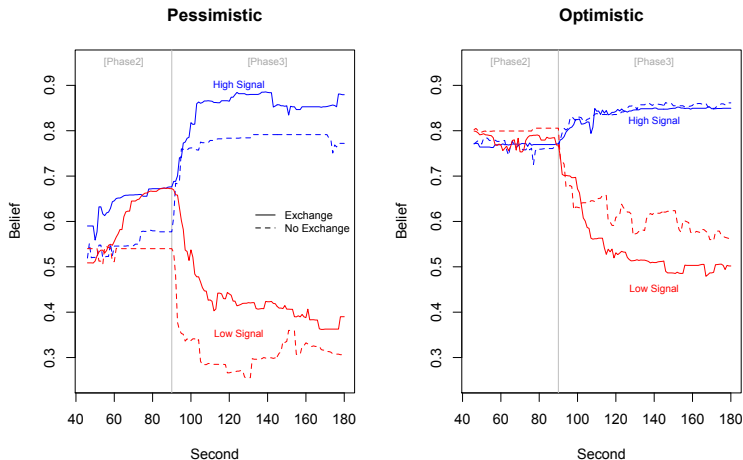 Pessimistic
[Phase2]
[Phase3]
High Signal
Exchange
No Exchange
Low Signal
Belief
0.3
0.4
0.5
0.6
0.7
0.8
0.9
40 60 80 100 120 140 160 180
Second
Optimistic
[Phase2]
[Phase3]
High Signal
Low Signal
Belief
0.3
0.4
0.5
0.6
0.7
0.8
0.9
40 60 80 100 120 140 160 180
Second